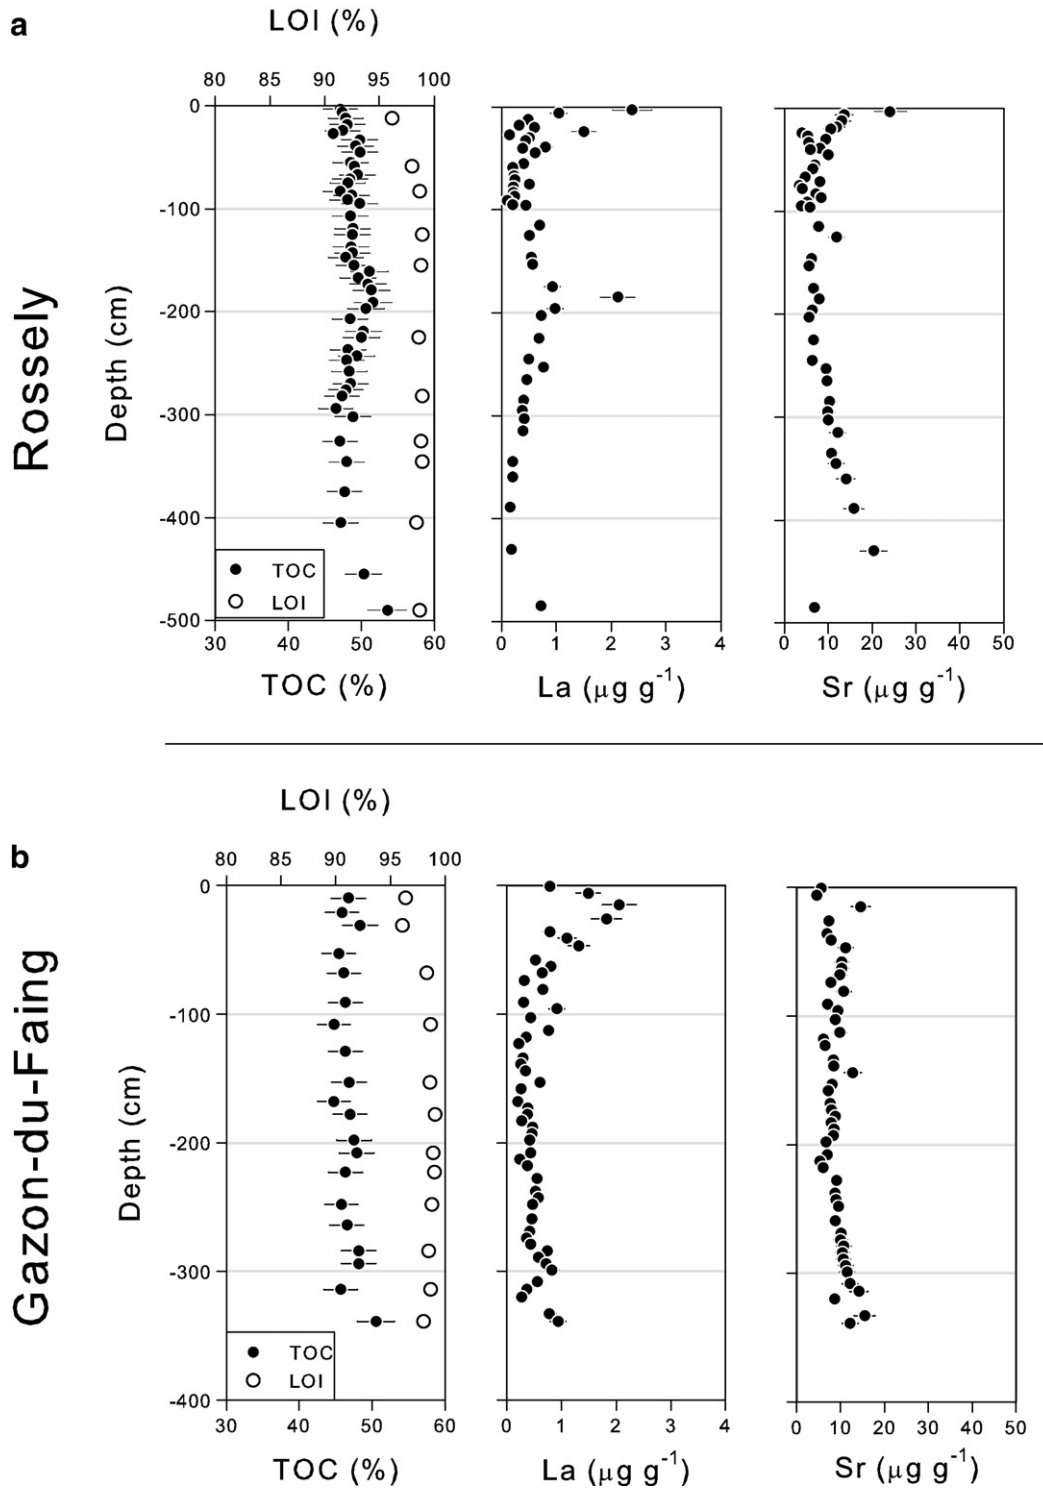 a
LOI (%)
80 85 90 95 100
0
-100
-200
-300
-400
-500
Rossely
Depth (cm)
TOC
LOI
30 40 50 60
TOC (%)
0 1 2 3 4
La (μg g⁻¹)
0 10 20 30 40 50
Sr (μg g⁻¹)
b
LOI (%)
80 85 90 95 100
0
-100
-200
-300
-400
Gazon-du-Faing
Depth (cm)
TOC
LOI
30 40 50 60
TOC (%)
0 1 2 3 4
La (μg g⁻¹)
0 10 20 30 40 50
Sr (μg g⁻¹)